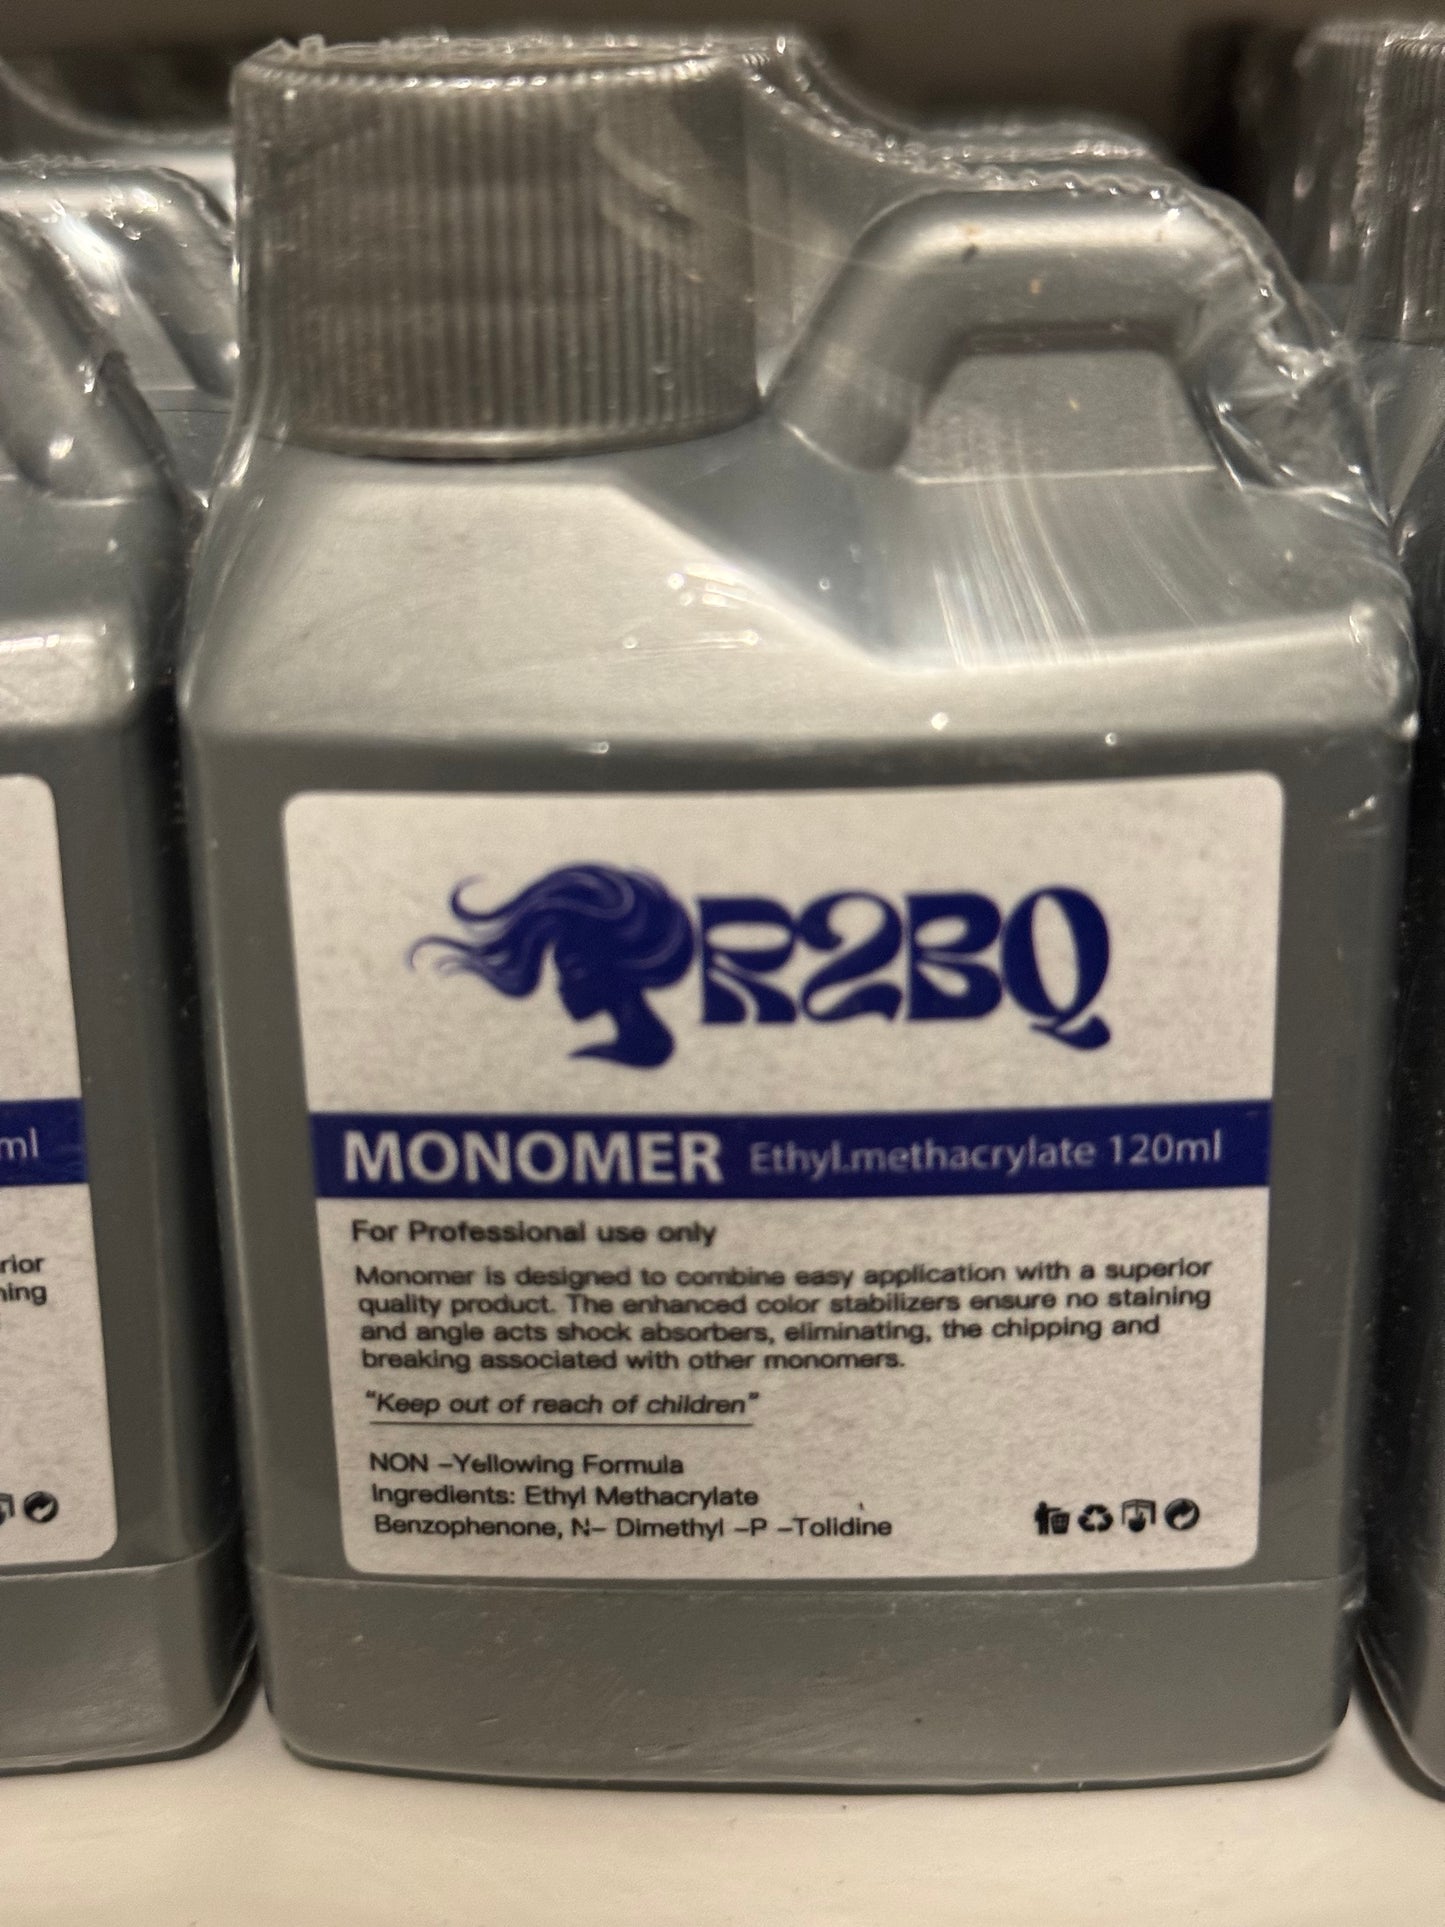 R2BQ
MONOMER Ethyl.methacrylate 120ml
For Professional use only
Monomer is designed to combine easy application with a superior
quality product. The enhanced color stabilizers ensure no staining
and angle acts shock absorbers, eliminating, the chipping and
breaking associated with other monomers.
"Keep out of reach of children"
NON -Yellowing Formula
Ingredients: Ethyl Methacrylate
Benzophenone, N- Dimethyl -P -Tolidine
ml
rior
ning